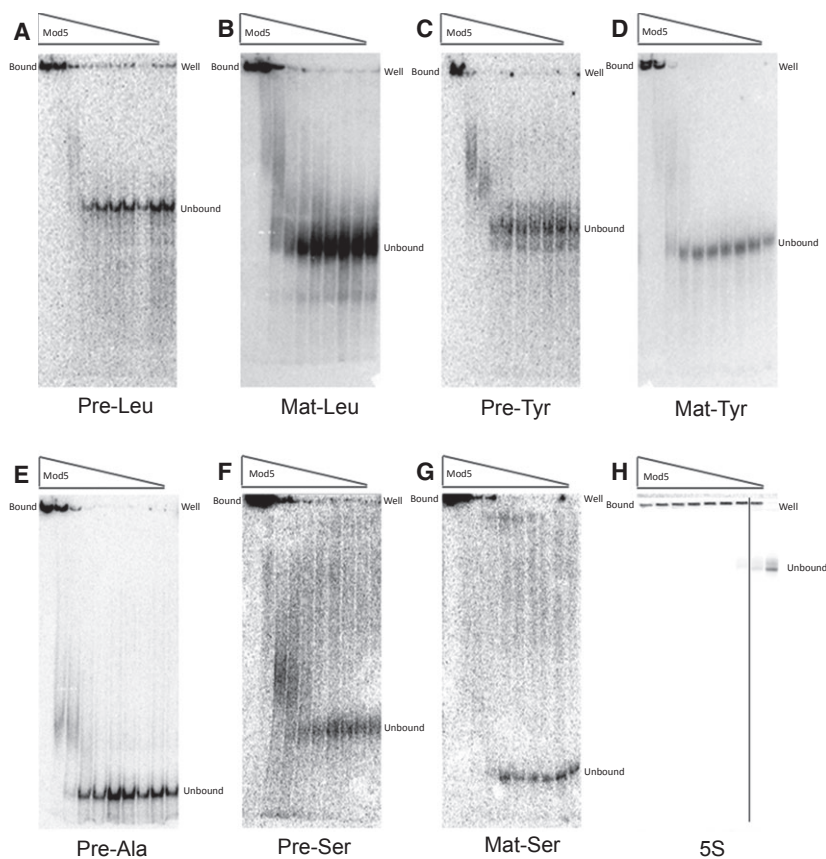 A B C D
Mod5 Mod5 Mod5 Mod5
Bound Well Bound Well Bound Well Bound Well
Unbound Unbound Unbound Unbound
Pre-Leu Mat-Leu Pre-Tyr Mat-Tyr
E F G H
Mod5 Mod5 Mod5 Mod5
Bound Well Bound Well Bound Well Bound Well
Unbound
Unbound Unbound Unbound
Pre-Ala Pre-Ser Mat-Ser 5S